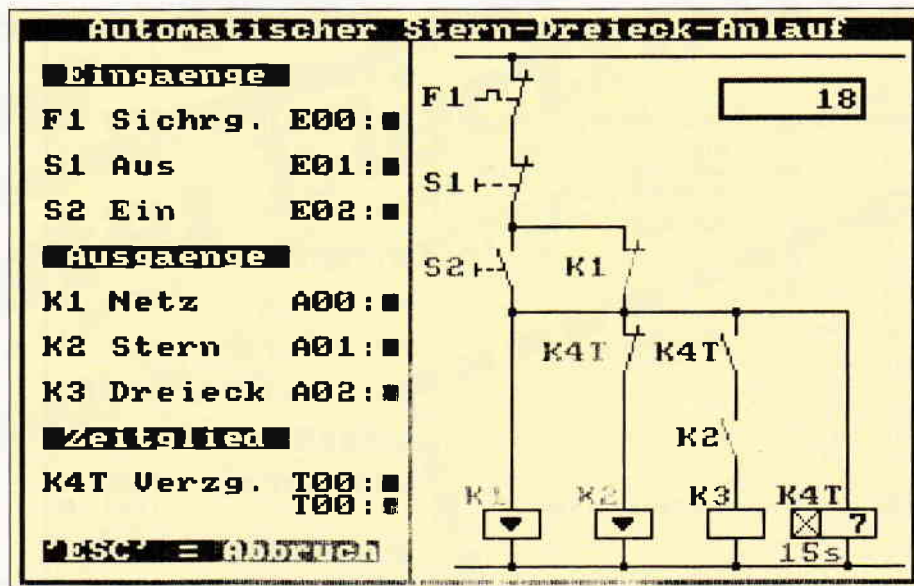 Automatischer Stern-Dreieck-Anlauf
Eingaenge
F1 Sichrg. E00:
S1 Aus E01:
S2 Ein E02:
Ausgaenge
K1 Netz A00:
K2 Stern A01:
K3 Dreieck A02:
Zeitglied
K4T Verzg. T00:
T00:
'ESC' = Abbruch
F1
18
S1
S2
K1
K4T
K4T
K2
K1
K2
K3
K4T
7
15s